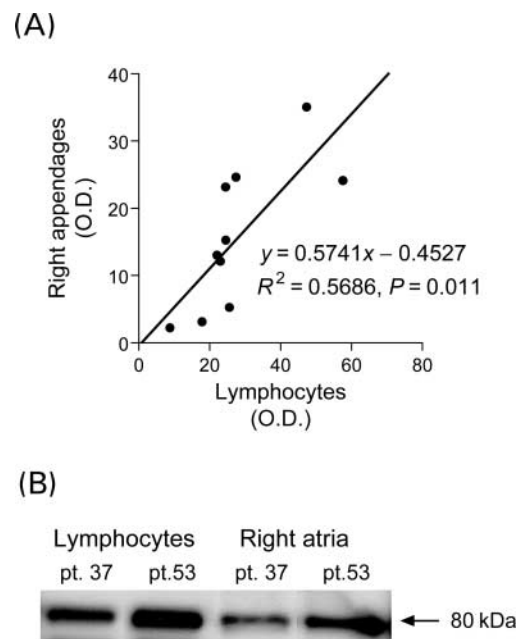 (A)
Right appendages
(O.D.)
40
30
20
10
0
y = 0.5741x – 0.4527
R² = 0.5686, P = 0.011
0 20 40 60 80
Lymphocytes
(O.D.)
(B)
Lymphocytes Right atria
pt. 37 pt.53 pt. 37 pt.53
80 kDa